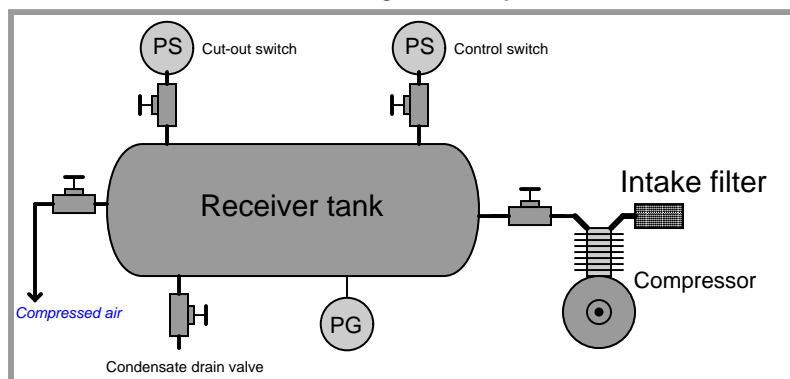 PS
Cut-out switch
PS
Control switch
Receiver tank
Intake filter
Compressor
Compressed air
PG
Condensate drain valve